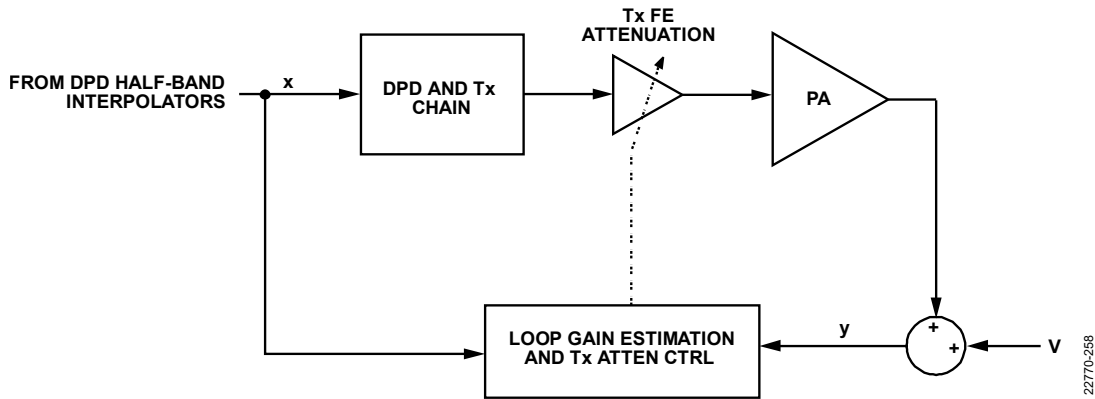 Tx FE
ATTENUATION
FROM DPD HALF-BAND
INTERPOLATORS
x
DPD AND Tx
CHAIN
PA
LOOP GAIN ESTIMATION
AND Tx ATTEN CTRL
y
+
+
V
22770-258